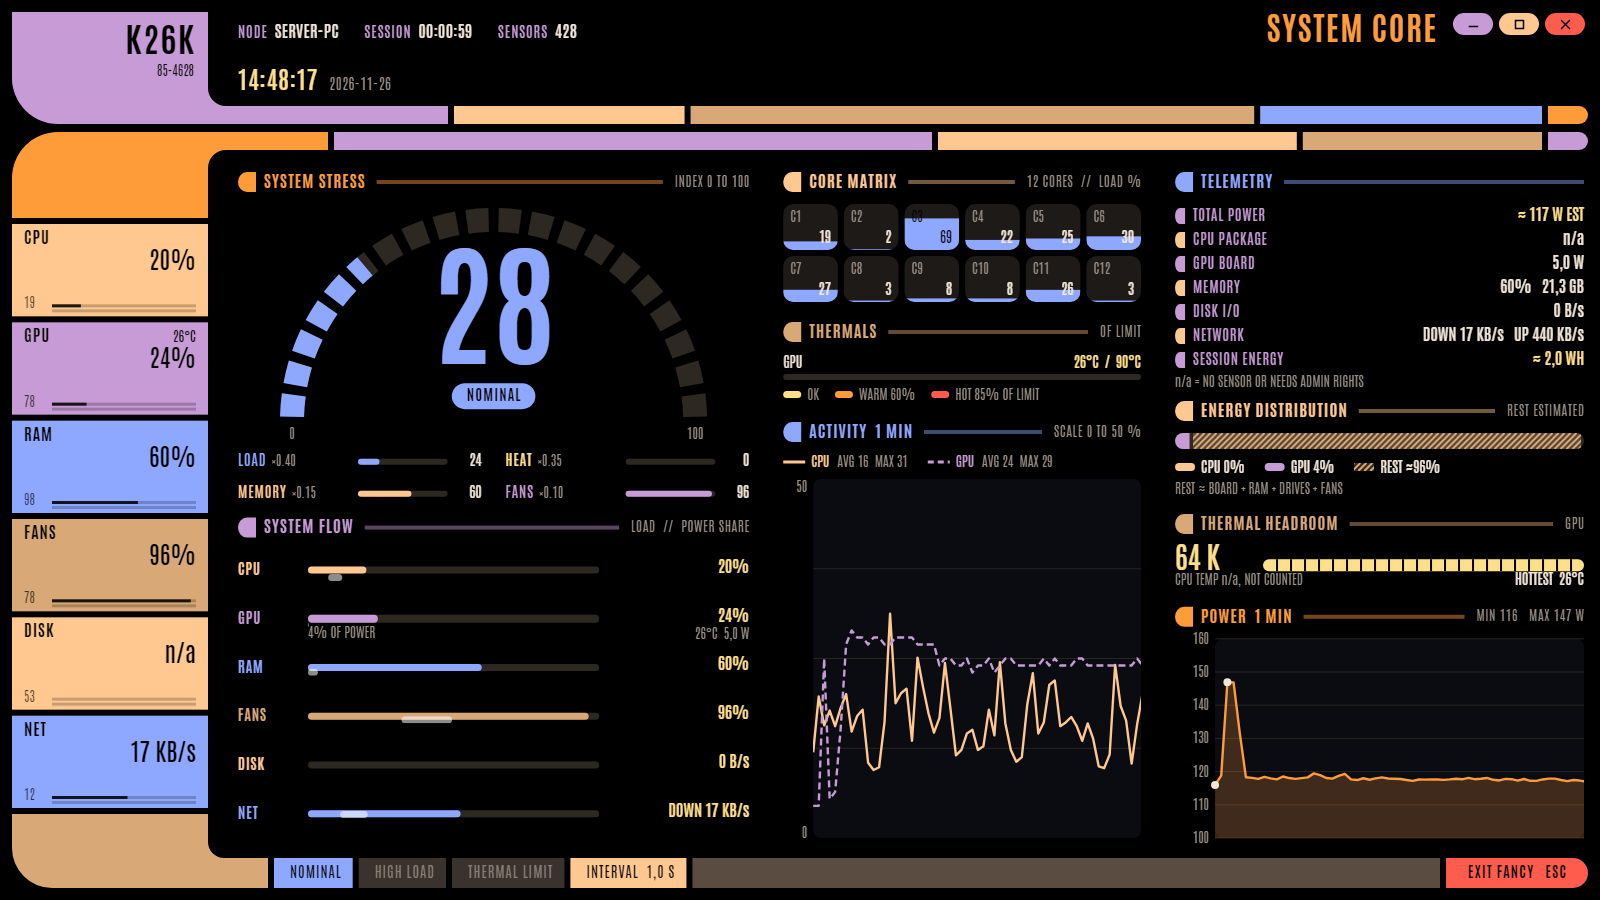 K26K
85-4628
NODE SERVER-PC SESSION 00:00:59 SENSORS 428
14:48:17 2026-11-26
SYSTEM CORE
CPU
20%
19
GPU
26°C
24%
78
RAM
60%
98
FANS
96%
78
DISK
n/a
53
NET
17 KB/s
12
SYSTEM STRESS INDEX 0 TO 100
28
NOMINAL
0 100
LOAD ×0.40 24 HEAT ×0.35 0
MEMORY ×0.15 60 FANS ×0.10 96
SYSTEM FLOW LOAD // POWER SHARE
CPU 20%
GPU 24%
4% OF POWER 26°C 5,0 W
RAM 60%
FANS 96%
DISK 0 B/s
NET DOWN 17 KB/s
CORE MATRIX 12 CORES // LOAD %
C1 C2 C3 C4 C5 C6
19 2 69 22 25 30
C7 C8 C9 C10 C11 C12
27 3 8 8 26 3
THERMALS OF LIMIT
GPU 26°C / 90°C
OK WARM 60% HOT 85% OF LIMIT
ACTIVITY 1 MIN SCALE 0 TO 50 %
CPU AVG 16 MAX 31 GPU AVG 24 MAX 29
50
0
TELEMETRY
TOTAL POWER ≈ 117 W EST
CPU PACKAGE n/a
GPU BOARD 5,0 W
MEMORY 60% 21,3 GB
DISK I/O 0 B/s
NETWORK DOWN 17 KB/s UP 440 KB/s
SESSION ENERGY ≈ 2,0 WH
n/a = NO SENSOR OR NEEDS ADMIN RIGHTS
ENERGY DISTRIBUTION REST ESTIMATED
CPU 0% GPU 4% REST ≈96%
REST ≈ BOARD + RAM + DRIVES + FANS
THERMAL HEADROOM GPU
64 K
CPU TEMP n/a, NOT COUNTED HOTTEST 26°C
POWER 1 MIN MIN 116 MAX 147 W
160
150
140
130
120
110
100
NOMINAL HIGH LOAD THERMAL LIMIT INTERVAL 1,0 S EXIT FANCY ESC